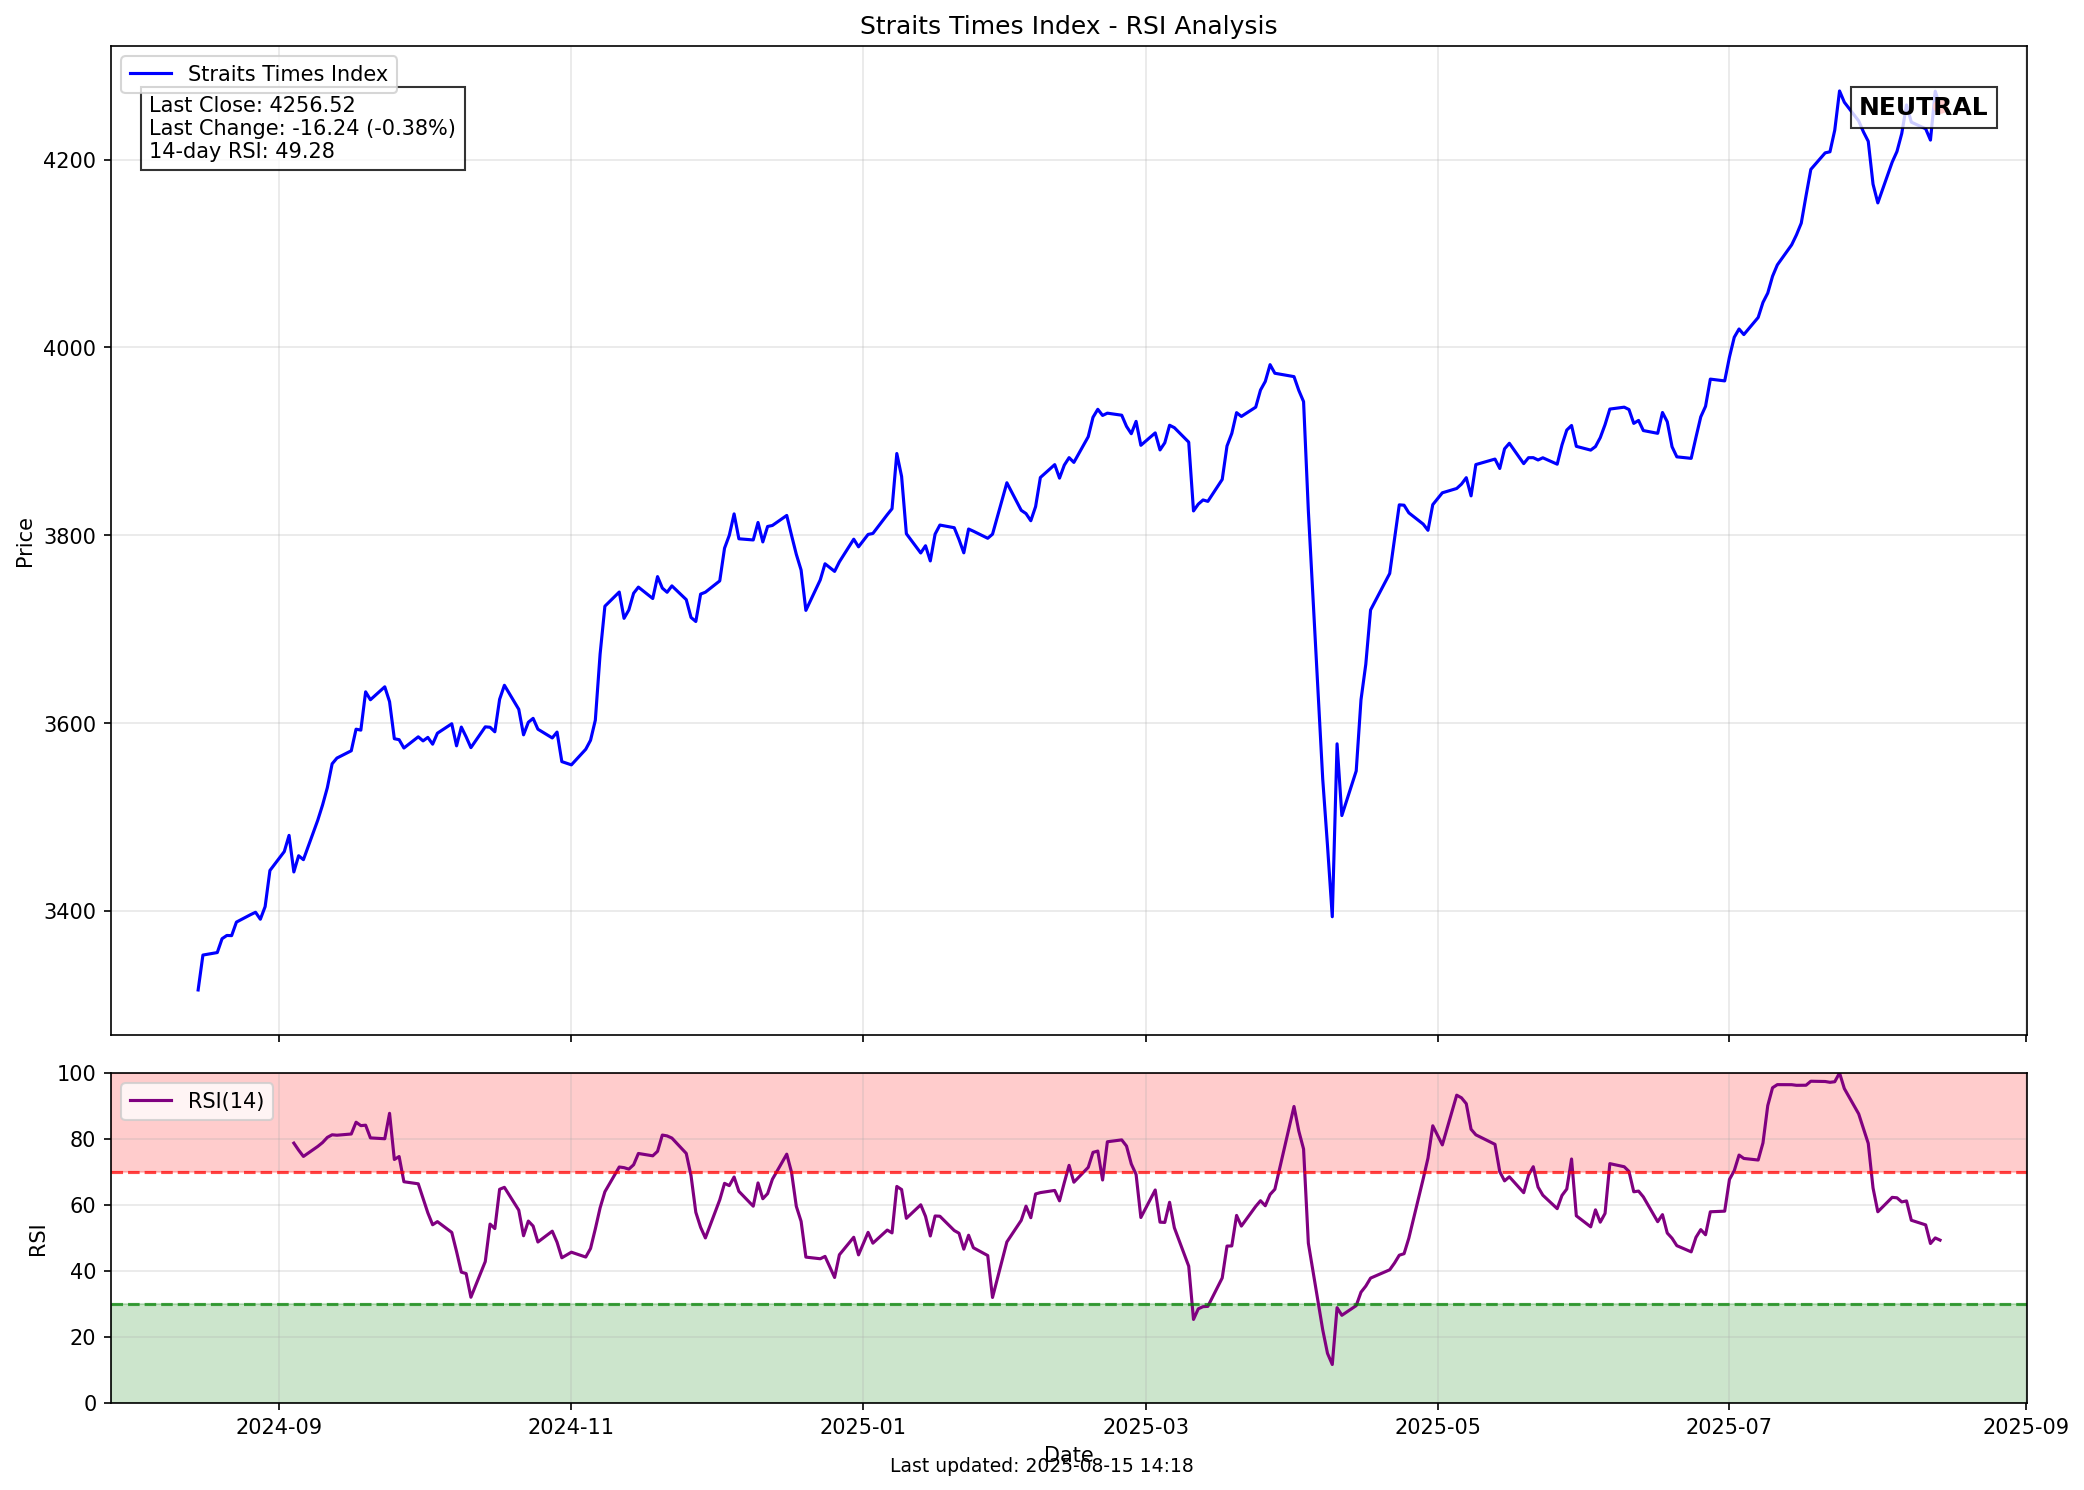 Straits Times Index - RSI Analysis
Straits Times Index
Last Close: 4256.52
Last Change: -16.24 (-0.38%)
14-day RSI: 49.28
NEUTRAL
4200
4000
3800
3600
3400
Price
RSI(14)
100
80
60
40
20
0
RSI
2024-09 2024-11 2025-01 2025-03 2025-05 2025-07 2025-09
Date
Last updated: 2025-08-15 14:18